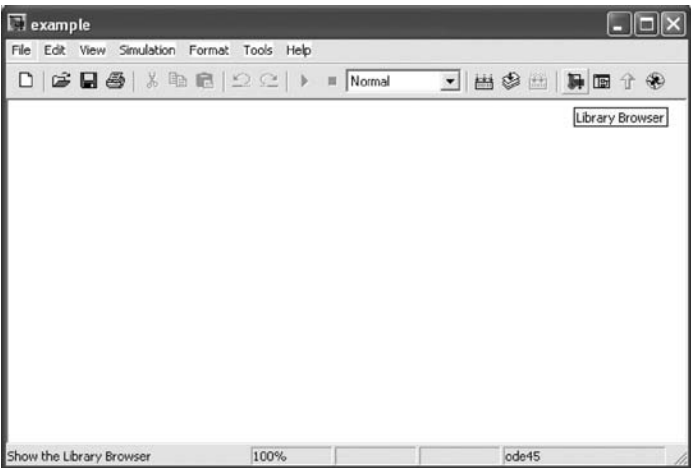 example
File Edit View Simulation Format Tools Help
Normal
Library Browser
Show the Library Browser 100% ode45